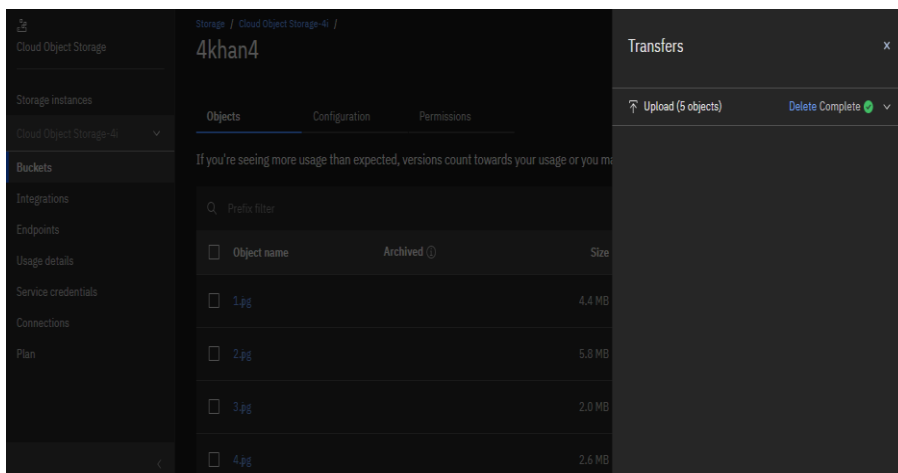 Cloud Object Storage
Storage instances
Cloud Object Storage-4i
Buckets
Integrations
Endpoints
Usage details
Service credentials
Connections
Plan
Storage / Cloud Object Storage-4i /
4khan4
Objects Configuration Permissions
If you're seeing more usage than expected, versions count towards your usage or you ma
Prefix filter
Object name Archived Size
1.jpg 4.4 MB
2.jpg 5.8 MB
3.jpg 2.0 MB
4.jpg 2.6 MB
Transfers x
Upload (5 objects) Delete Complete